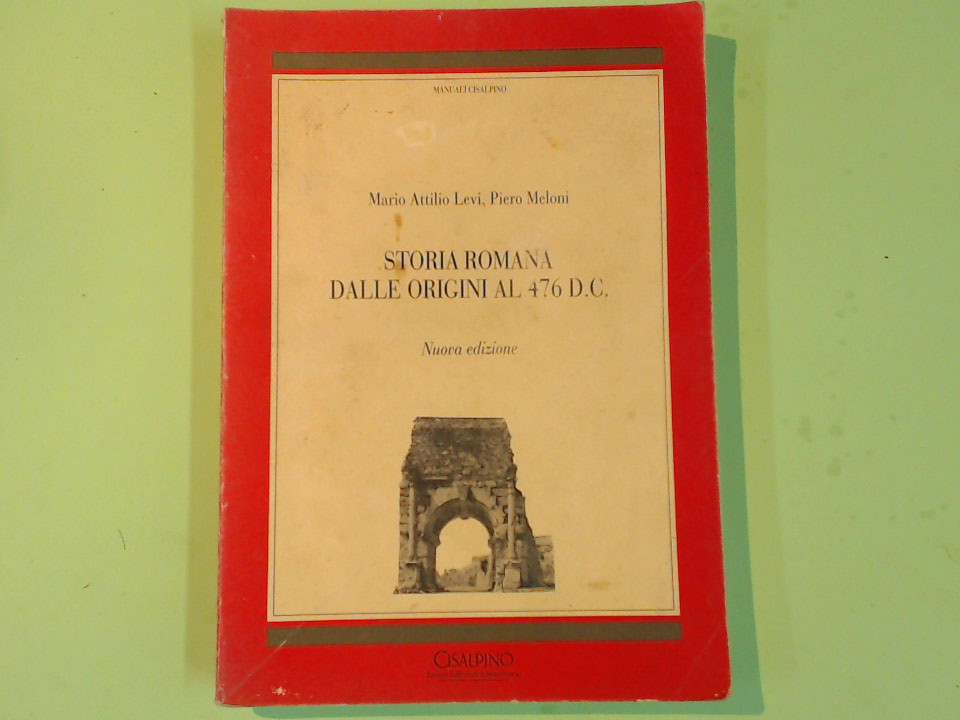 MANUALI CISALPINO
Mario Attilio Levi, Piero Meloni
STORIA ROMANA
DALLE ORIGINI AL 476 D.C.
Nuova edizione
CISALPINO